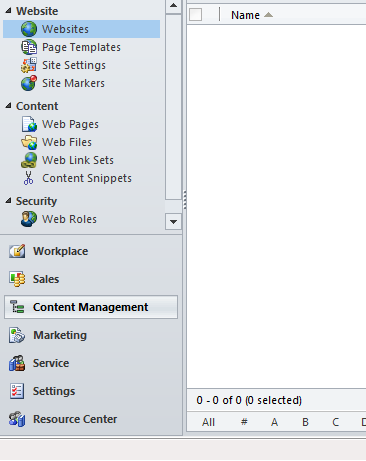 Website
Websites
Page Templates
Site Settings
Site Markers
Content
Web Pages
Web Files
Web Link Sets
Content Snippets
Security
Web Roles
Workplace
Sales
Content Management
Marketing
Service
Settings
Resource Center
Name
0 - 0 of 0 (0 selected)
All # A B C